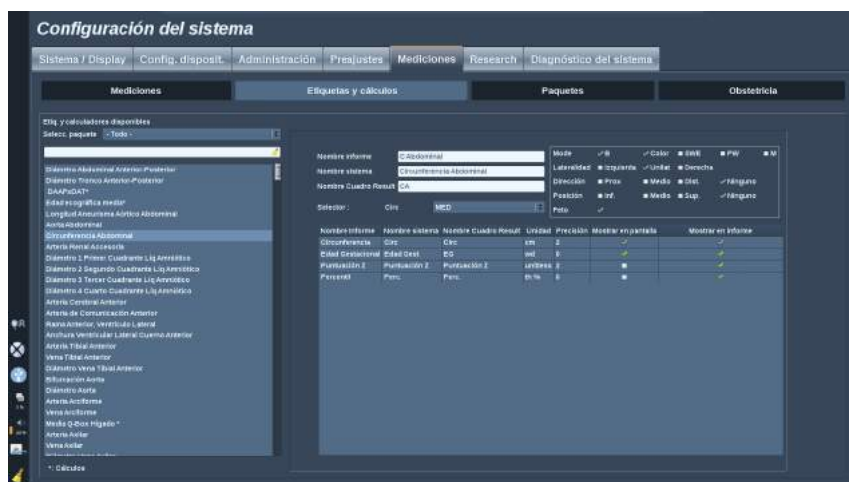 Configuración del sistema
Sistema / Display Config. disposit. Administración Preajustes Mediciones Research Diagnóstico del sistema
Mediciones Etiquetas y cálculos Paquetes Obstetricia
Etiq. y calculadores disponibles
Selecc. paquete - Todo -
Diámetro Abdominal Anterior-Posterior
Diámetro Tronco Anterior-Posterior
DAAPxDAT*
Edad ecográfica media*
Longitud Aneurisma Aórtico Abdominal
Aorta Abdominal
Circunferencia Abdominal
Arteria Renal Accesoria
Diámetro 1 Primer Cuadrante Líq Amniótico
Diámetro 2 Segundo Cuadrante Líq Amniótico
Diámetro 3 Tercer Cuadrante Líq Amniótico
Diámetro 4 Cuarto Cuadrante Líq Amniótico
Arteria Cerebral Anterior
Arteria de Comunicación Anterior
Rama Anterior, Ventrículo Lateral
Anchura Ventricular Lateral Cuerno Anterior
Arteria Tibial Anterior
Vena Tibial Anterior
Diámetro Vena Tibial Anterior
Bifurcación Aorta
Diámetro Aorta
Arteria Arciforme
Vena Arciforme
Media Q-Box Hígado *
Arteria Axilar
Vena Axilar
*: Cálculos
Nombre informe C Abdominal
Nombre sistema Circunferencia Abdominal
Nombre Cuadro Result CA
Selector : Circ MED
Mode B Color SWE PW M
Lateralidad Izquierda Unilat Derecha
Dirección Prox Medio Dist. Ninguno
Posición Inf. Medio Sup. Ninguno
Feto
Nombre Informe Nombre sistema Nombre Cuadro Result Unidad Precisión Mostrar en pantalla Mostrar en informe
Circunferencia Circ Circ cm 2
Edad Gestacional Edad Gest EG wd 0
Puntuación Z Puntuación Z Puntuación Z unitless 2
Percentil Perc. Perc. th % 0